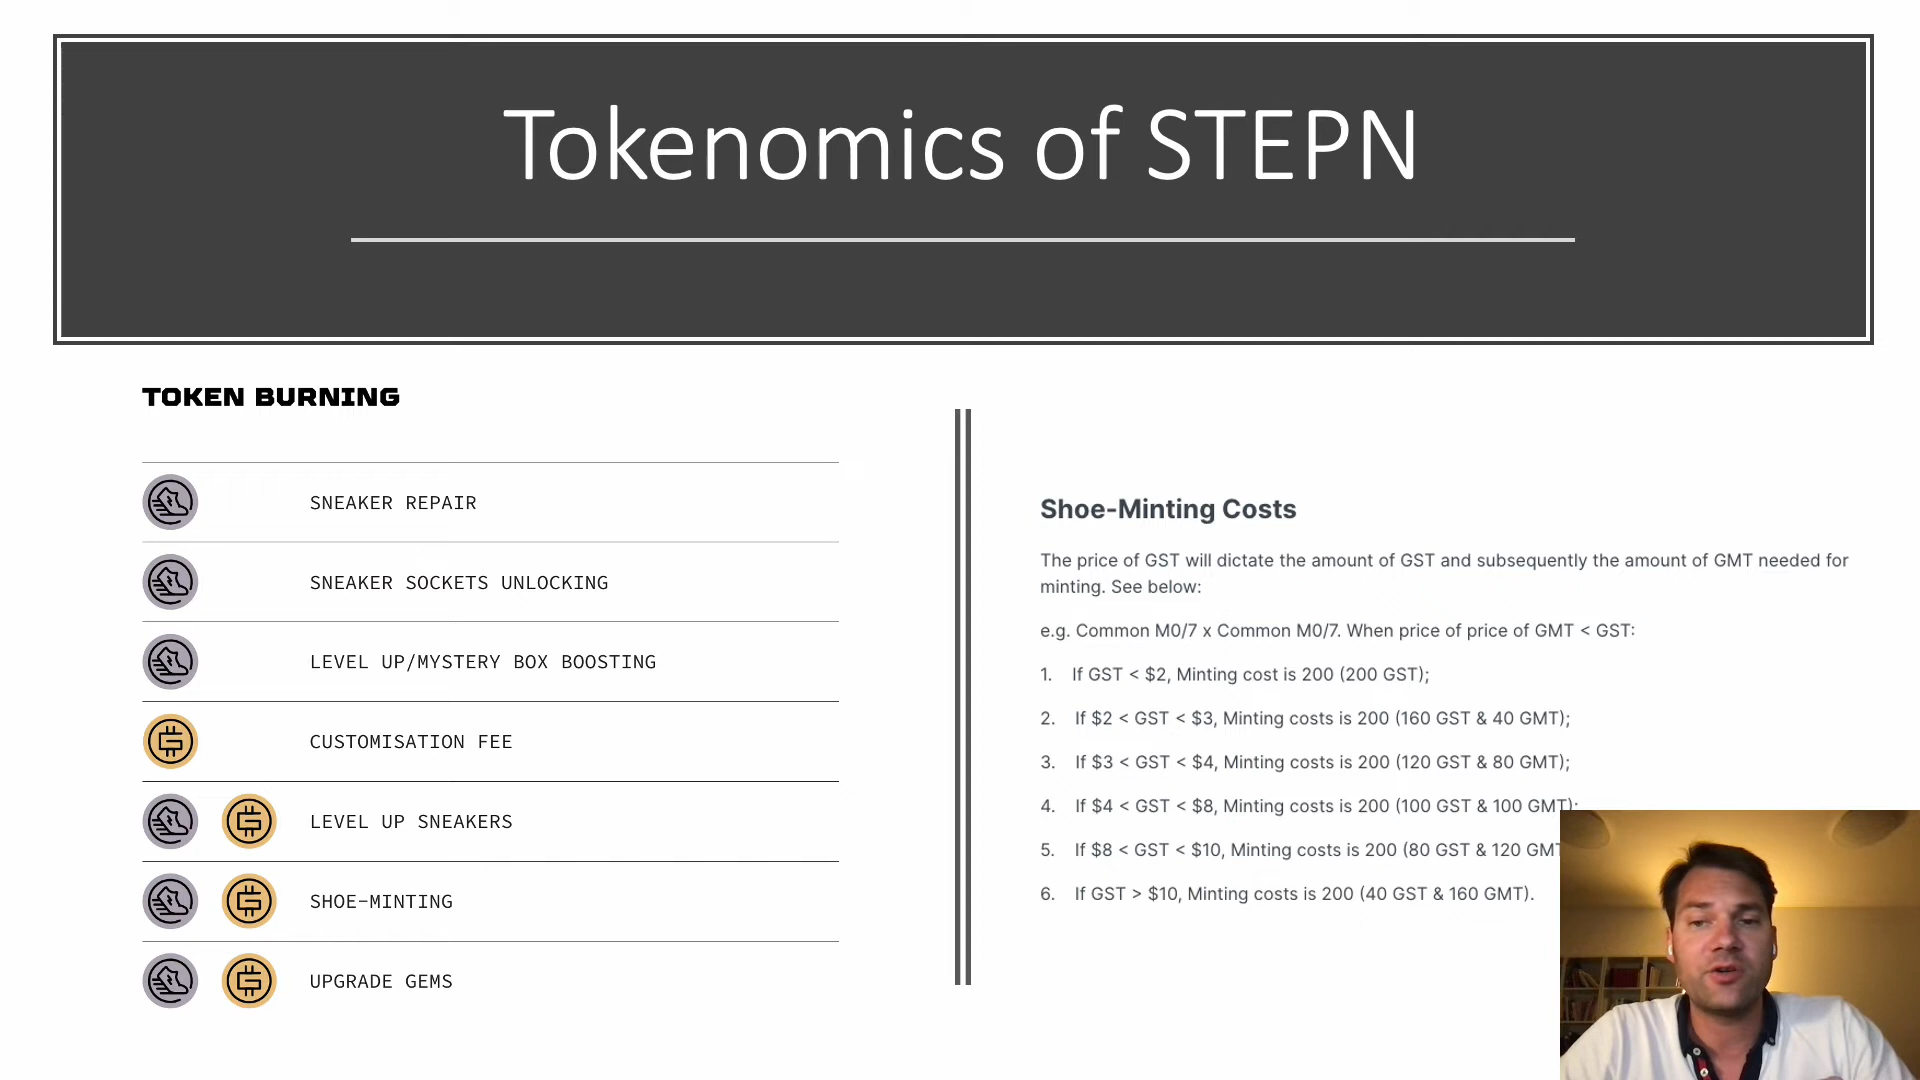 Tokenomics of STEPN
TOKEN BURNING
SNEAKER REPAIR
SNEAKER SOCKETS UNLOCKING
LEVEL UP/MYSTERY BOX BOOSTING
CUSTOMISATION FEE
LEVEL UP SNEAKERS
SHOE-MINTING
UPGRADE GEMS
Shoe-Minting Costs
The price of GST will dictate the amount of GST and subsequently the amount of GMT needed for
minting. See below:
e.g. Common M0/7 x Common M0/7. When price of price of GMT < GST:
1. If GST < $2, Minting cost is 200 (200 GST);
2. If $2 < GST < $3, Minting costs is 200 (160 GST & 40 GMT);
3. If $3 < GST < $4, Minting costs is 200 (120 GST & 80 GMT);
4. If $4 < GST < $8, Minting costs is 200 (100 GST & 100 GMT);
5. If $8 < GST < $10, Minting costs is 200 (80 GST & 120 GMT
6. If GST > $10, Minting costs is 200 (40 GST & 160 GMT).